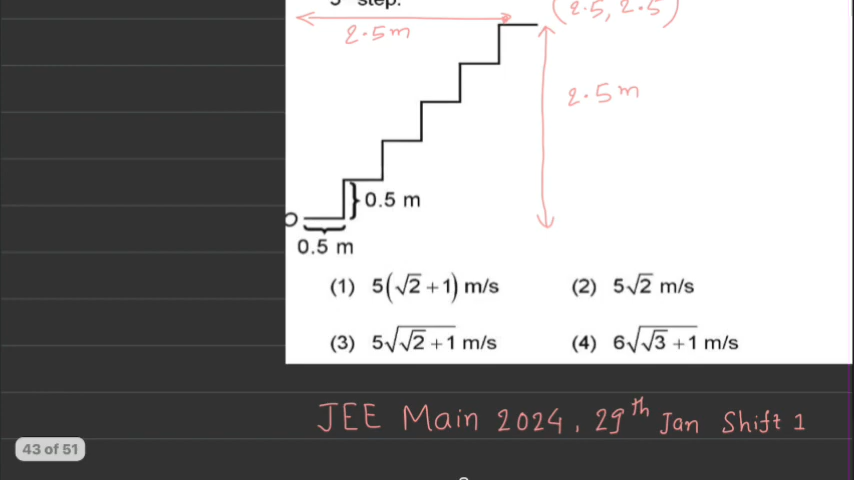 step.
2.5m
(2.5, 2.5)
2.5m
0.5 m
O
0.5 m
(1) 5(√2+1) m/s
(2) 5√2 m/s
(3) 5√(√2+1) m/s
(4) 6√(√3+1) m/s
JEE Main 2024, 29th Jan Shift 1
43 of 51